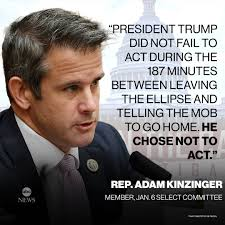 "PRESIDENT TRUMP
DID NOT FAIL TO
ACT DURING THE
187 MINUTES
BETWEEN LEAVING
THE ELLIPSE AND
TELLING THE MOB
TO GO HOME. HE
CHOSE NOT TO
ACT."
REP. ADAM KINZINGER
MEMBER, JAN. 6 SELECT COMMITTEE
abc
NEWS